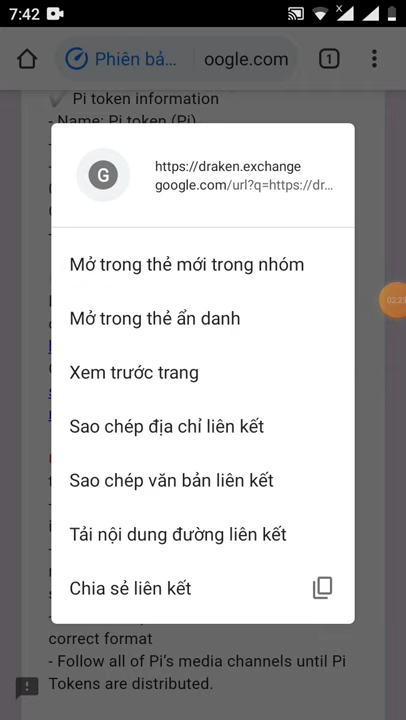 7:42
Phiên bả... oogle.com 1
Pi token information
- Name: Pi token (Pi)
https://draken.exchange
G
google.com/url?q=https://dr...
Mở trong thẻ mới trong nhóm
Mở trong thẻ ẩn danh
02:23
Xem trước trang
Sao chép địa chỉ liên kết
Sao chép văn bản liên kết
Tải nội dung đường liên kết
Chia sẻ liên kết
correct format
- Follow all of Pi's media channels until Pi
Tokens are distributed.